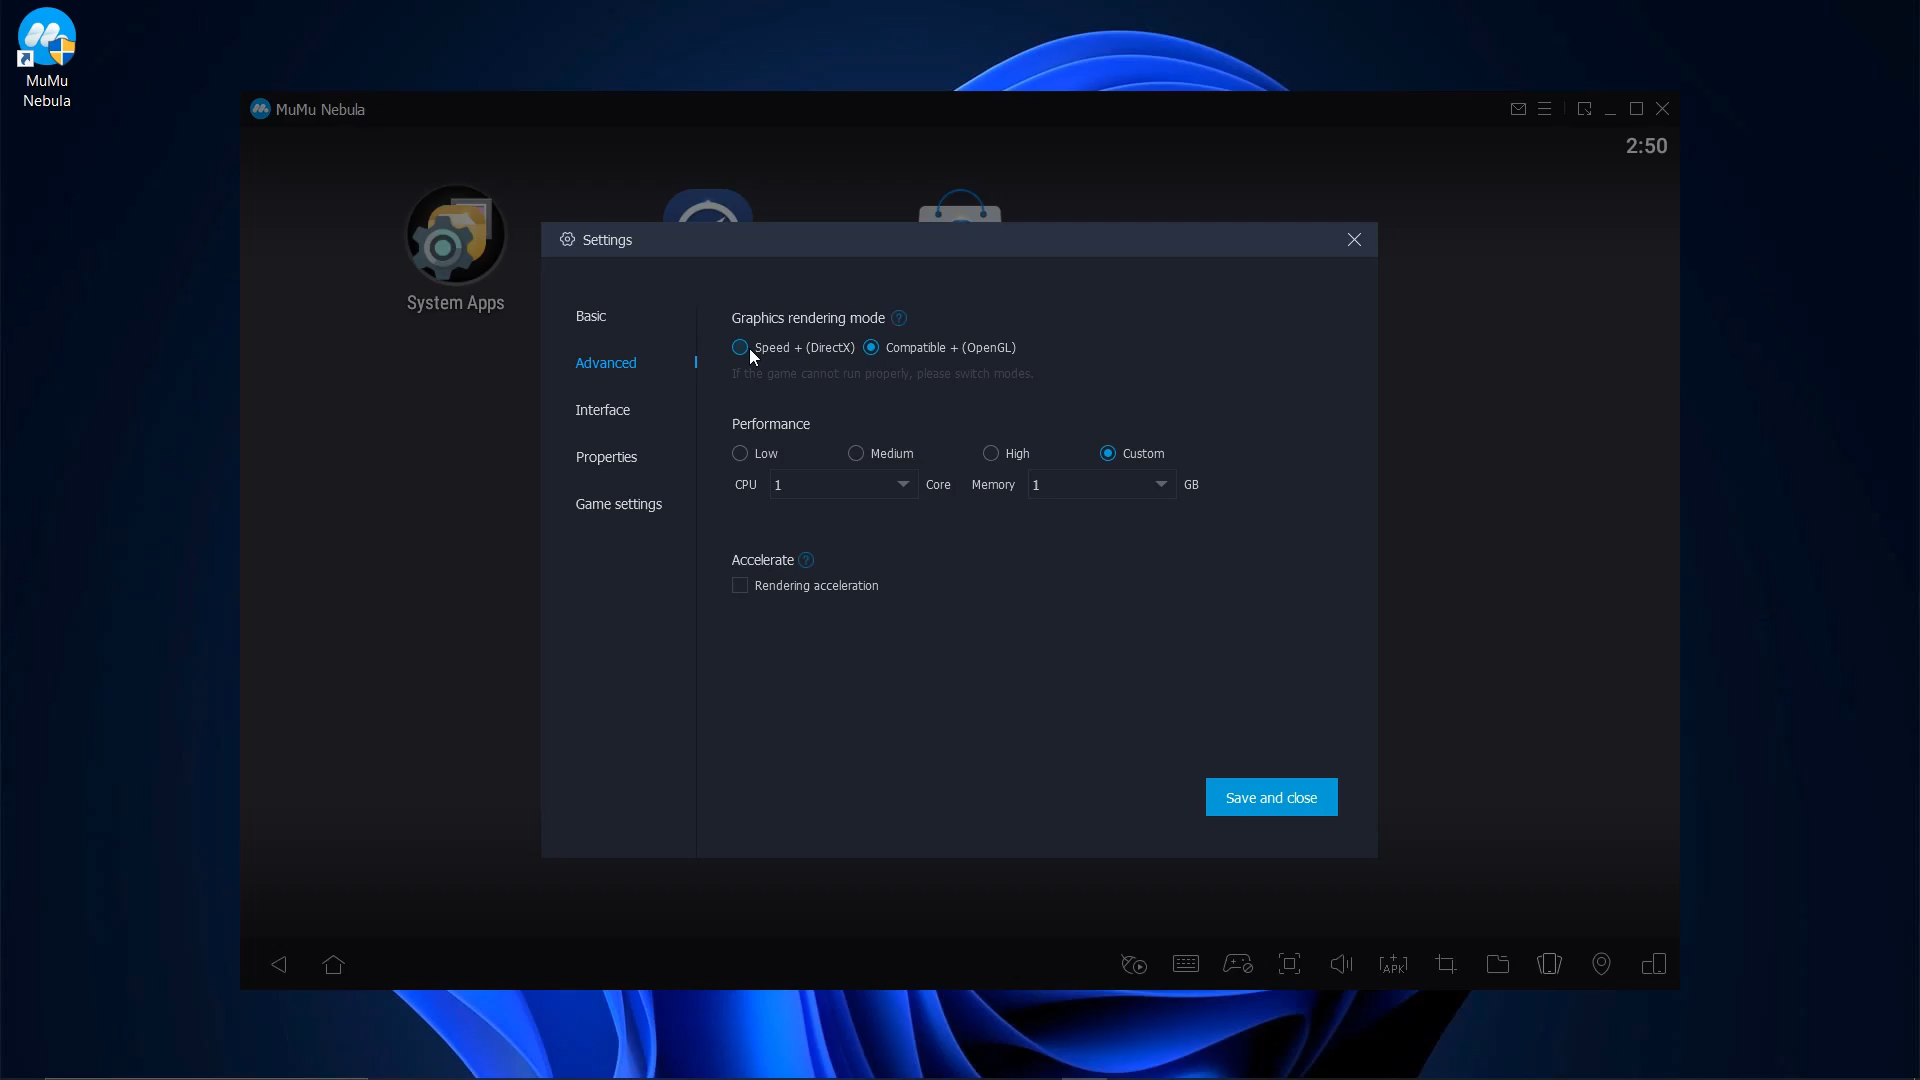 MuMu
Nebula
MuMu Nebula
2:50
System Apps
Settings
Basic
Advanced
Interface
Properties
Game settings
Graphics rendering mode ?
Speed + (DirectX) Compatible + (OpenGL)
If the game cannot run properly, please switch modes.
Performance
Low Medium High Custom
CPU 1 Core Memory 1 GB
Accelerate ?
Rendering acceleration
Save and close
APK